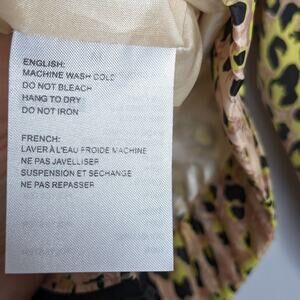 ENGLISH:
MACHINE WASH COLD
DO NOT BLEACH
HANG TO DRY
DO NOT IRON
FRENCH:
LAVER À L'EAU FROIDE MACHINE
NE PAS JAVELLISER
SUSPENSION ET SECHANGE
NE PAS REPASSER